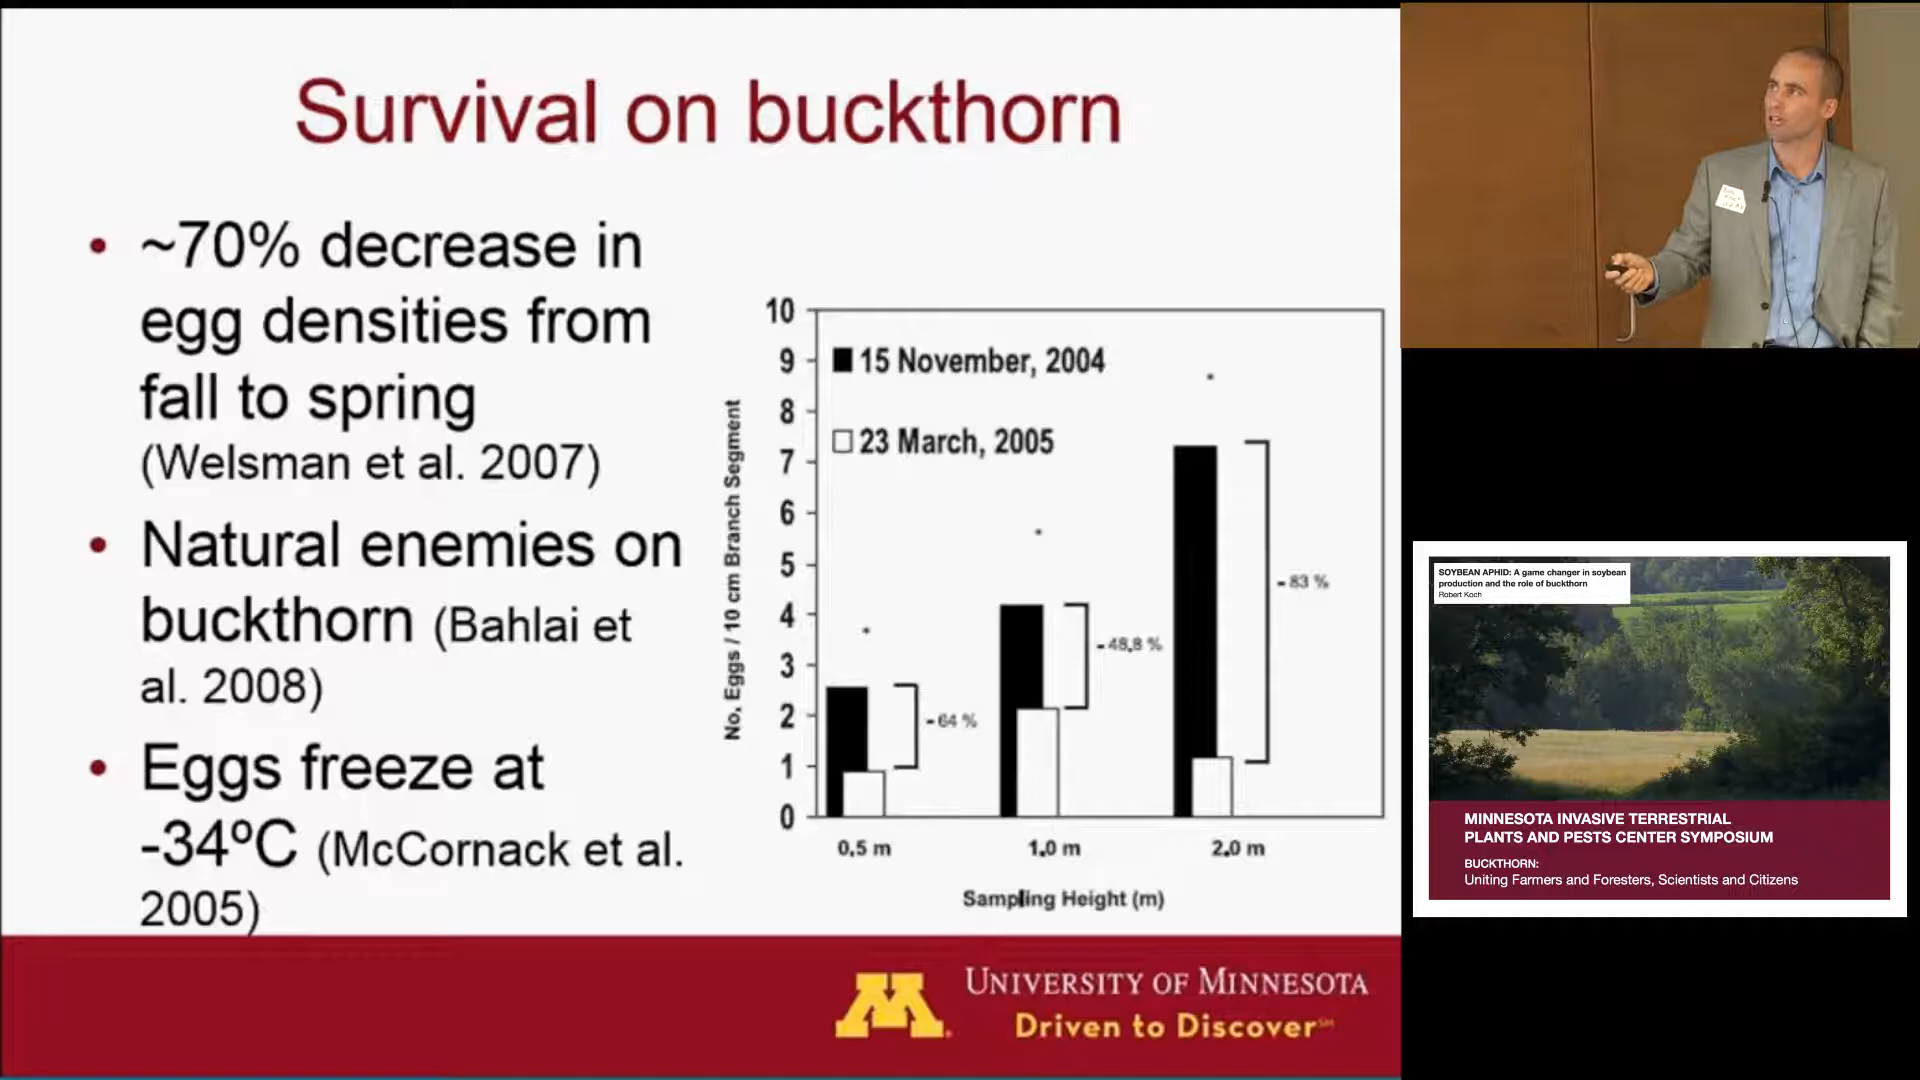 Survival on buckthorn
• ~70% decrease in
egg densities from
fall to spring
(Welsman et al. 2007)
• Natural enemies on
buckthorn (Bahlai et
al. 2008)
• Eggs freeze at
-34ºC (McCornack et al.
2005)
No. Eggs / 10 cm Branch Segment
10
9
8
7
6
5
4
3
2
1
0
15 November, 2004
23 March, 2005
*
*
*
- 64 %
- 48.8 %
- 83 %
0.5 m
1.0 m
2.0 m
Sampling Height (m)
M
UNIVERSITY OF MINNESOTA
Driven to Discover℠
SOYBEAN APHID: A game changer in soybean
production and the role of buckthorn
Robert Koch
MINNESOTA INVASIVE TERRESTRIAL
PLANTS AND PESTS CENTER SYMPOSIUM
BUCKTHORN:
Uniting Farmers and Foresters, Scientists and Citizens